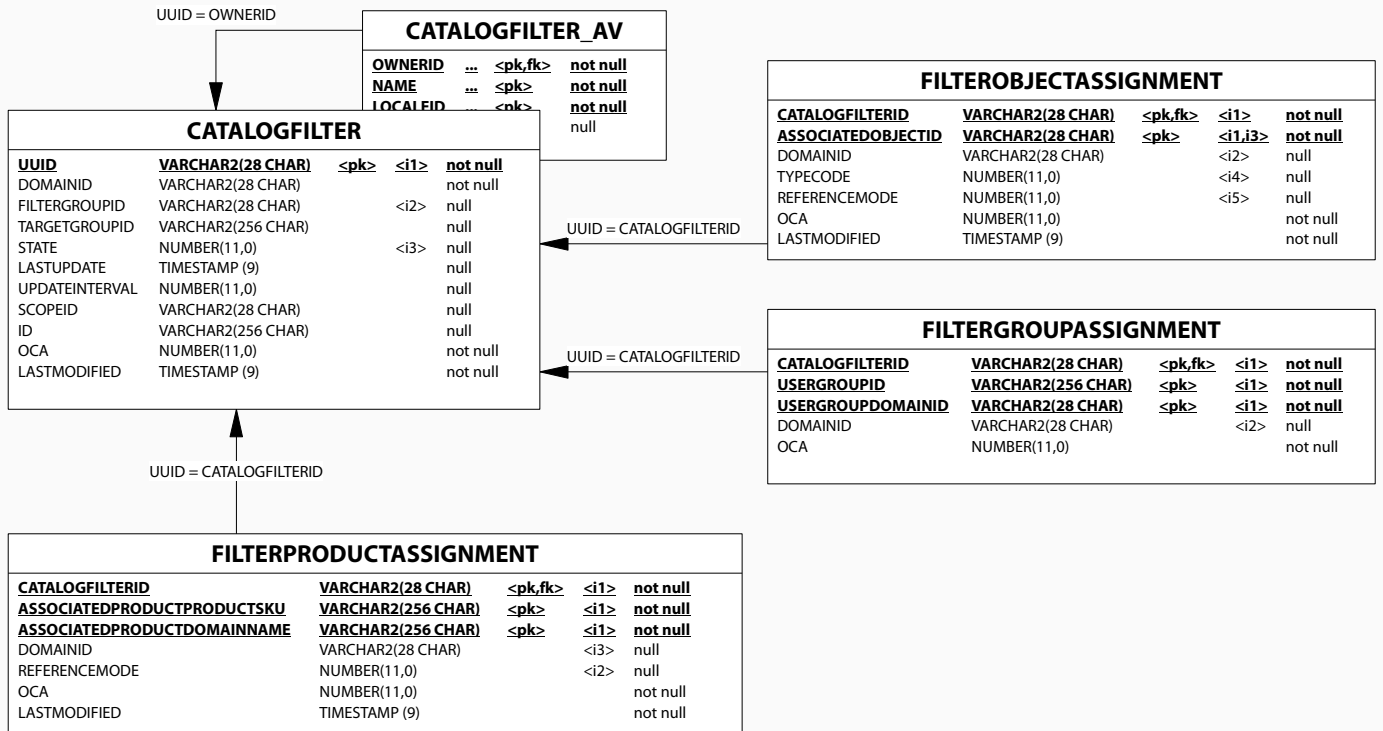 UUID = OWNERID
CATALOGFILTER_AV
OWNERID ... <pk,fk> not null
NAME ... <pk> not null
LOCALEID ... <pk> not null
null
CATALOGFILTER
UUID VARCHAR2(28 CHAR) <pk> <i1> not null
DOMAINID VARCHAR2(28 CHAR) not null
FILTERGROUPID VARCHAR2(28 CHAR) <i2> null
TARGETGROUPID VARCHAR2(256 CHAR) null
STATE NUMBER(11,0) <i3> null
LASTUPDATE TIMESTAMP (9) null
UPDATEINTERVAL NUMBER(11,0) null
SCOPEID VARCHAR2(28 CHAR) null
ID VARCHAR2(256 CHAR) null
OCA NUMBER(11,0) not null
LASTMODIFIED TIMESTAMP (9) not null
UUID = CATALOGFILTERID
FILTEROBJECTASSIGNMENT
CATALOGFILTERID VARCHAR2(28 CHAR) <pk,fk> <i1> not null
ASSOCIATEDOBJECTID VARCHAR2(28 CHAR) <pk> <i1,i3> not null
DOMAINID VARCHAR2(28 CHAR) <i2> null
TYPECODE NUMBER(11,0) <i4> null
REFERENCEMODE NUMBER(11,0) <i5> null
OCA NUMBER(11,0) not null
LASTMODIFIED TIMESTAMP (9) not null
UUID = CATALOGFILTERID
FILTERGROUPASSIGNMENT
CATALOGFILTERID VARCHAR2(28 CHAR) <pk,fk> <i1> not null
USERGROUPID VARCHAR2(256 CHAR) <pk> <i1> not null
USERGROUPDOMAINID VARCHAR2(28 CHAR) <pk> <i1> not null
DOMAINID VARCHAR2(28 CHAR) <i2> null
OCA NUMBER(11,0) not null
UUID = CATALOGFILTERID
FILTERPRODUCTASSIGNMENT
CATALOGFILTERID VARCHAR2(28 CHAR) <pk,fk> <i1> not null
ASSOCIATEDPRODUCTPRODUCTSKU VARCHAR2(256 CHAR) <pk> <i1> not null
ASSOCIATEDPRODUCTDOMAINNAME VARCHAR2(256 CHAR) <pk> <i1> not null
DOMAINID VARCHAR2(28 CHAR) <i3> null
REFERENCEMODE NUMBER(11,0) <i2> null
OCA NUMBER(11,0) not null
LASTMODIFIED TIMESTAMP (9) not null